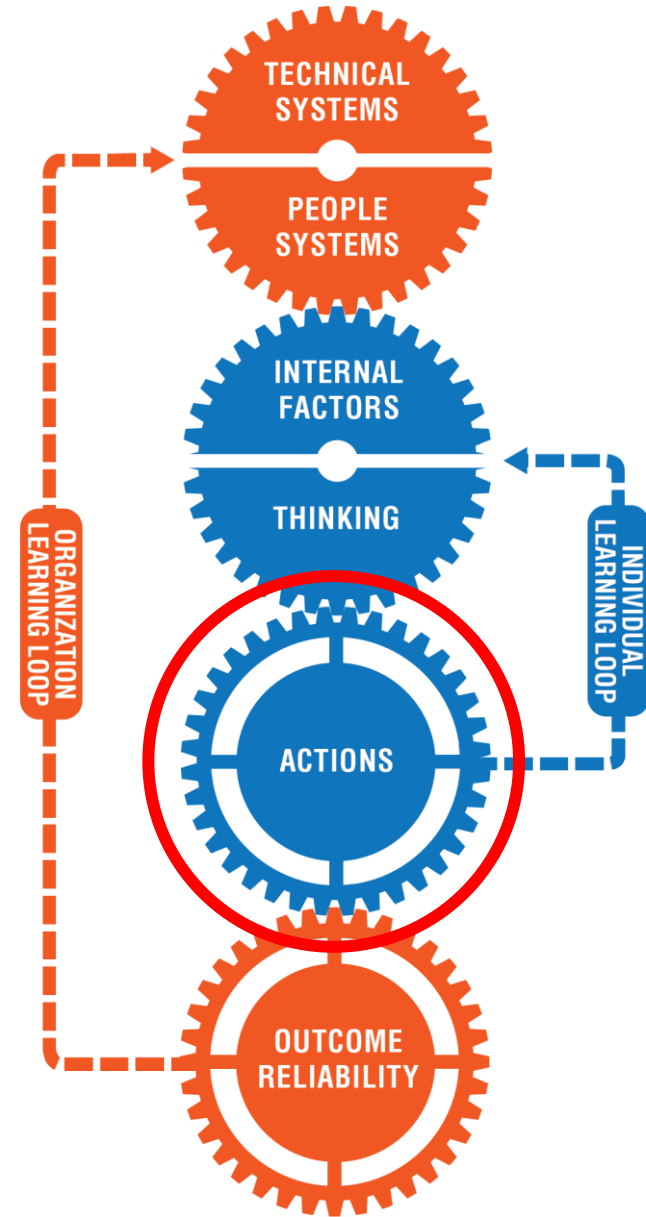 TECHNICAL
SYSTEMS
PEOPLE
SYSTEMS
INTERNAL
FACTORS
THINKING
ORGANIZATION
LEARNING LOOP
INDIVIDUAL
LEARNING LOOP
ACTIONS
OUTCOME
RELIABILITY